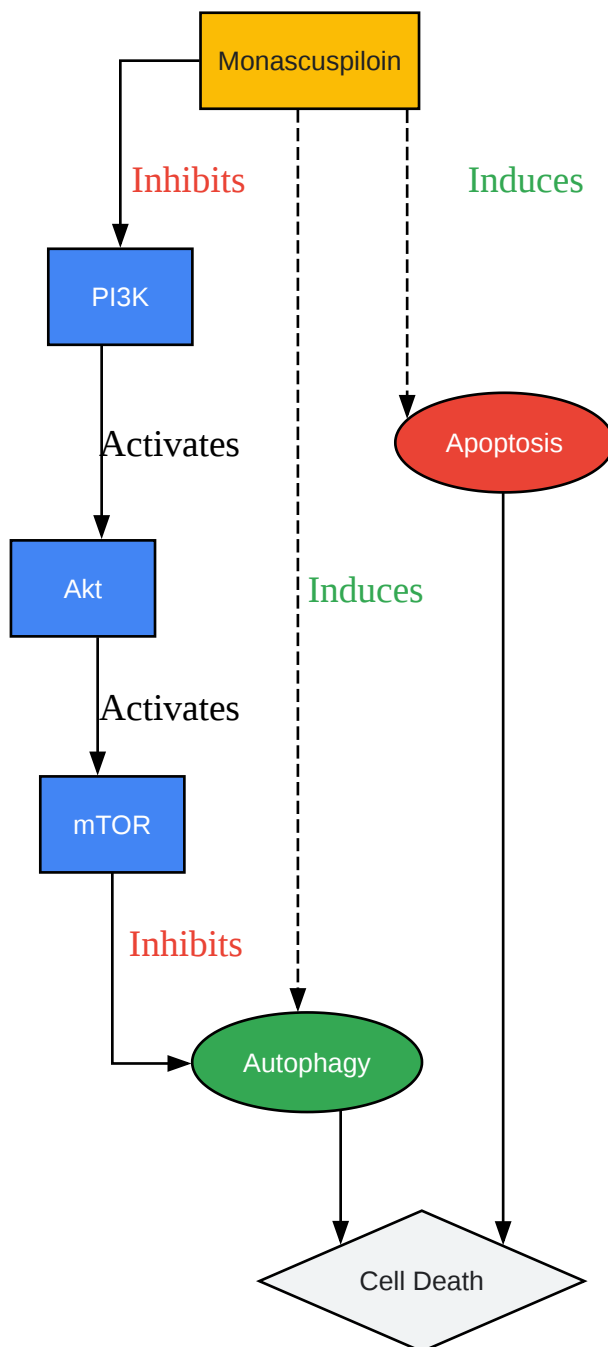 Monascuspiloin
Inhibits
Induces
PI3K
Activates
Apoptosis
Akt
Induces
Activates
mTOR
Inhibits
Autophagy
Cell Death